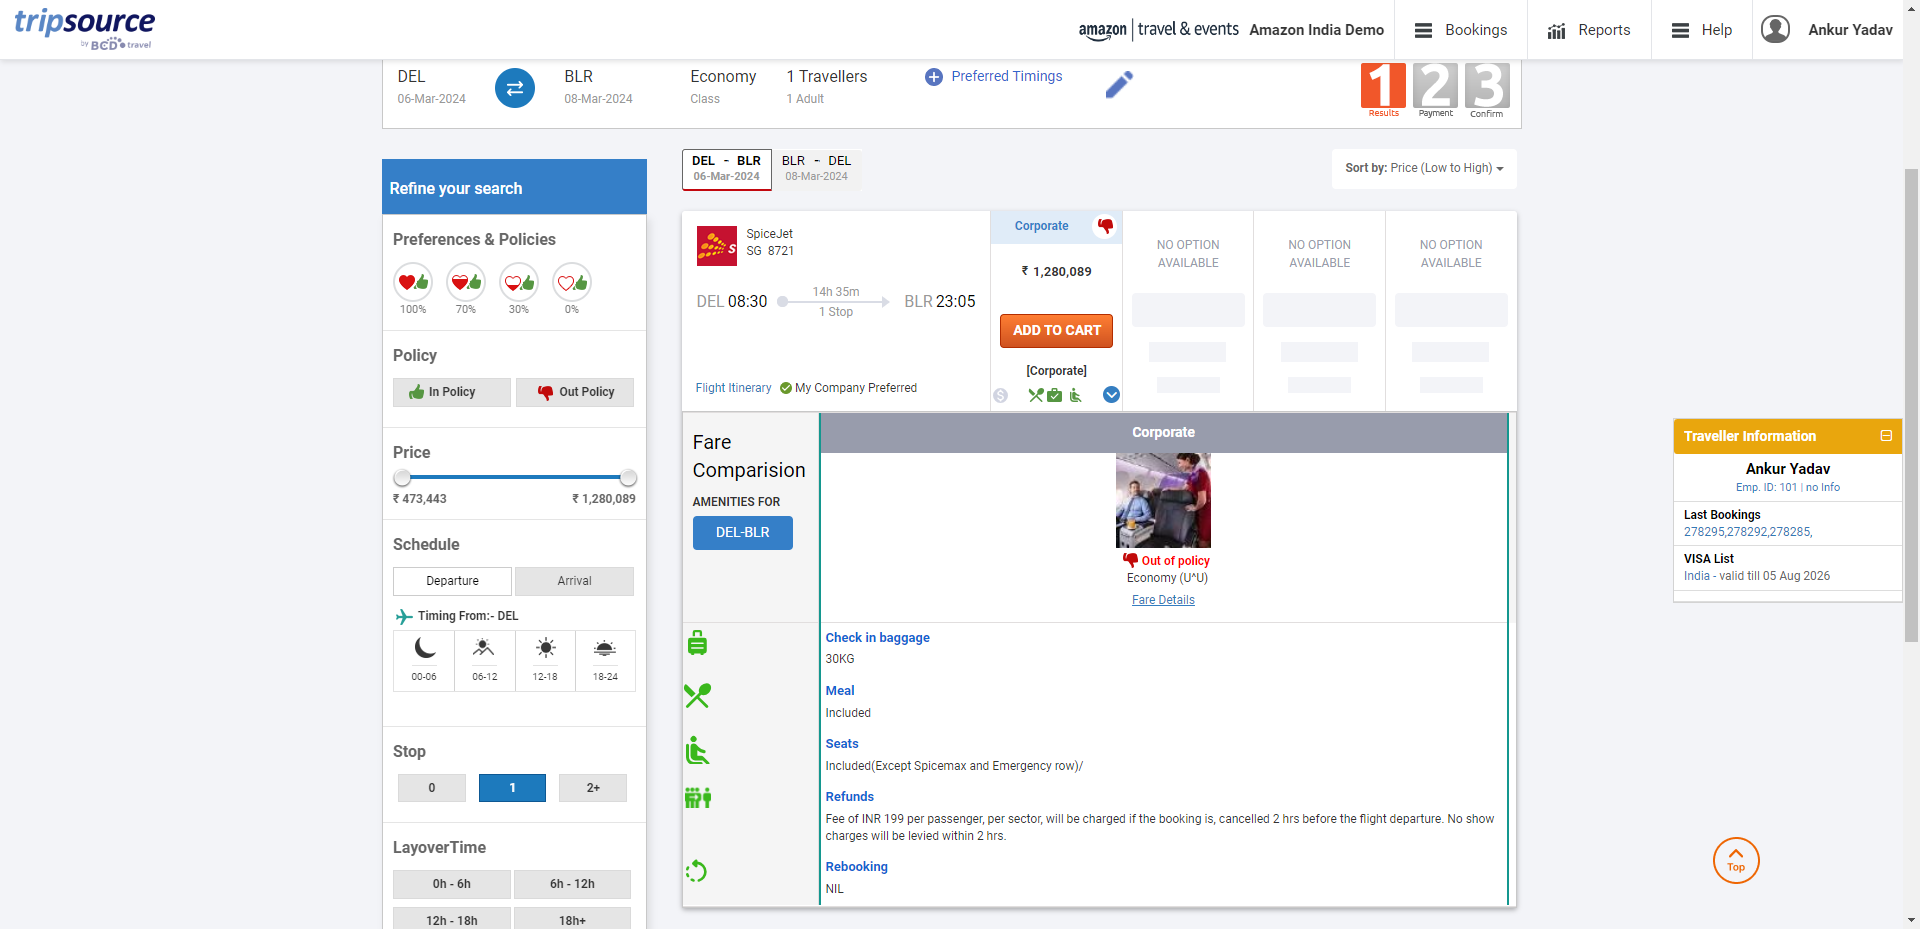 tripsource
by BCD travel
amazon | travel & events Amazon India Demo
Bookings
Reports
Help
Ankur Yadav
DEL
06-Mar-2024
BLR
08-Mar-2024
Economy
Class
1 Travellers
1 Adult
Preferred Timings
1 2 3
Results Payment Confirm
DEL - BLR
06-Mar-2024
BLR - DEL
08-Mar-2024
Sort by: Price (Low to High)
Refine your search
Preferences & Policies
100% 70% 30% 0%
Policy
In Policy Out Policy
Price
₹ 473,443 ₹ 1,280,089
Schedule
Departure Arrival
Timing From:- DEL
00-06 06-12 12-18 18-24
Stop
0 1 2+
LayoverTime
0h - 6h 6h - 12h
12h - 18h 18h+
SpiceJet
SG 8721
DEL 08:30
14h 35m
1 Stop
BLR 23:05
Flight Itinerary
My Company Preferred
Corporate
₹ 1,280,089
ADD TO CART
[Corporate]
NO OPTION
AVAILABLE
NO OPTION
AVAILABLE
NO OPTION
AVAILABLE
Fare
Comparision
AMENITIES FOR
DEL-BLR
Corporate
Out of policy
Economy (U^U)
Fare Details
Check in baggage
30KG
Meal
Included
Seats
Included(Except Spicemax and Emergency row)/
Refunds
Fee of INR 199 per passenger, per sector, will be charged if the booking is, cancelled 2 hrs before the flight departure. No show
charges will be levied within 2 hrs.
Rebooking
NIL
Traveller Information
Ankur Yadav
Emp. ID: 101 | no Info
Last Bookings
278295,278292,278285,
VISA List
India - valid till 05 Aug 2026
Top